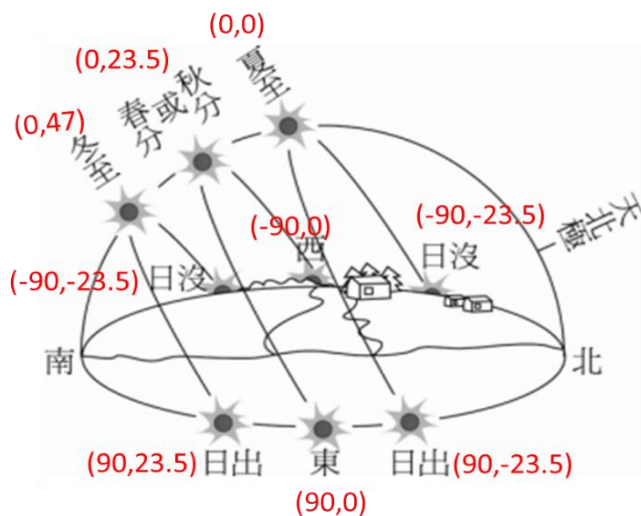 (0,0)
(0,23.5)
(0,47)
夏至
秋分
或
春分
冬至
天北極
(-90,0)
(-90,-23.5)
西
(-90,-23.5)
日沒
日沒
南
北
(90,23.5)
日出
東
日出
(90,-23.5)
(90,0)